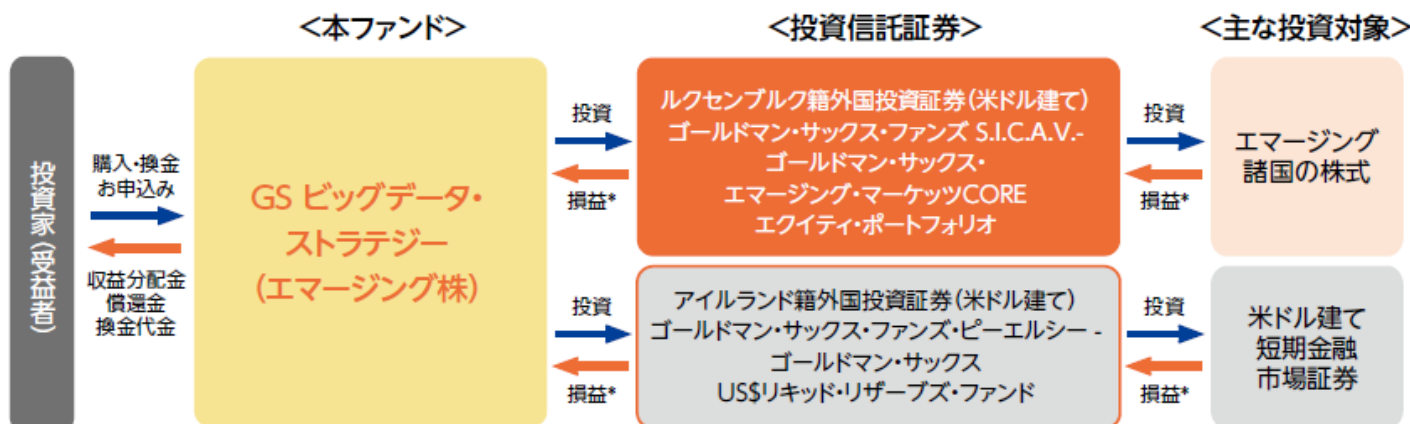 <本ファンド>
<投資信託証券>
<主な投資対象>
投資家(受益者)
購入・換金
お申込み
収益分配金
償還金
換金代金
GS ビッグデータ・
ストラテジー
(エマージング株)
投資
損益*
ルクセンブルク籍外国投資証券(米ドル建て)
ゴールドマン・サックス・ファンズ S.I.C.A.V.-
ゴールドマン・サックス・
エマージング・マーケッツCORE
エクイティ・ポートフォリオ
投資
損益*
エマージング
諸国の株式
投資
損益*
アイルランド籍外国投資証券(米ドル建て)
ゴールドマン・サックス・ファンズ・ピーエルシー -
ゴールドマン・サックス
US$リキッド・リザーブズ・ファンド
投資
損益*
米ドル建て
短期金融
市場証券